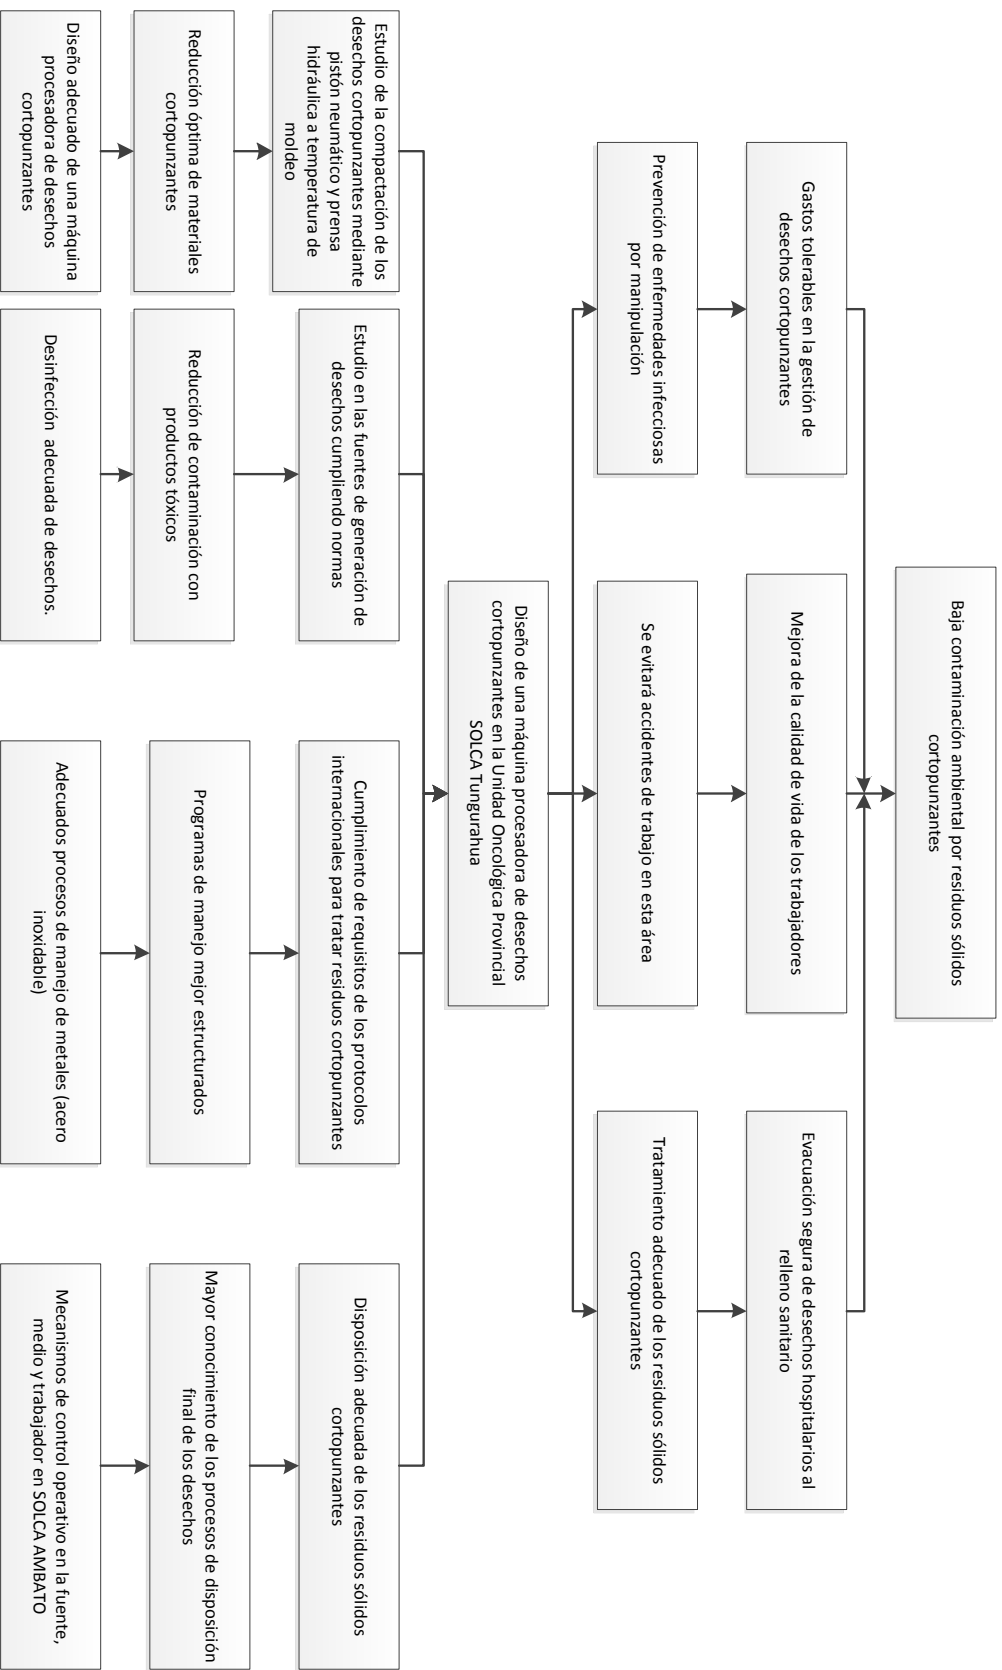 Baja contaminación ambiental por residuos sólidos
cortopunzantes
Gastos tolerables en la gestión de
desechos cortopunzantes
Mejora de la calidad de vida de los trabajadores
Evacuación segura de desechos hospitalarios al
relleno sanitario
Prevención de enfermedades infecciosas
por manipulación
Se evitará accidentes de trabajo en esta área
Tratamiento adecuado de los residuos sólidos
cortopunzantes
Diseño de una máquina procesadora de desechos
cortopunzantes en la Unidad Oncológica Provincial
SOLCA Tungurahua
Estudio de la compactación de los
desechos cortopunzantes mediante
pistón neumático y prensa
hidráulica a temperatura de
moldeo
Estudio en las fuentes de generación de
desechos cumpliendo normas
Cumplimiento de requisitos de los protocolos
internacionales para tratar residuos cortopunzantes
Disposición adecuada de los residuos sólidos
cortopunzantes
Reducción óptima de materiales
cortopunzantes
Reducción de contaminación con
productos tóxicos
Programas de manejo mejor estructurados
Mayor conocimiento de los procesos de disposición
final de los desechos
Diseño adecuado de una máquina
procesadora de desechos
cortopunzantes
Desinfección adecuada de desechos.
Adecuados procesos de manejo de metales (acero
inoxidable)
Mecanismos de control operativo en la fuente,
medio y trabajador en SOLCA AMBATO